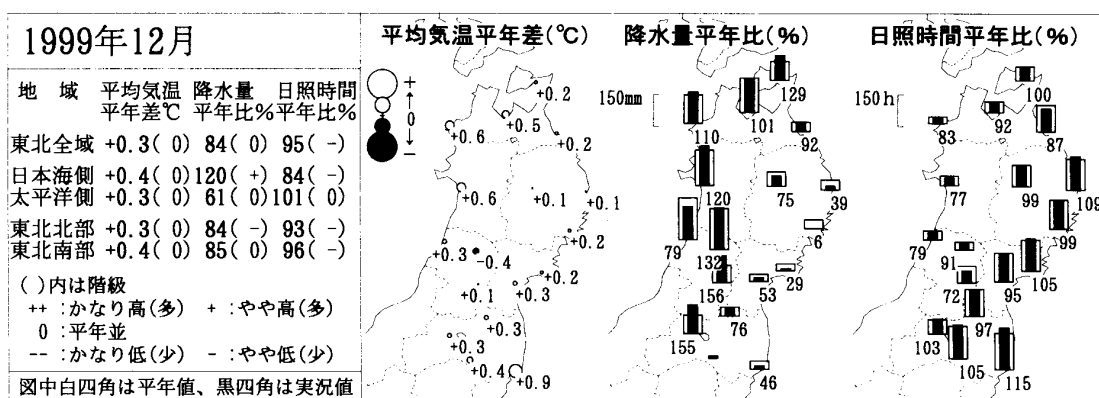 1999年12月
地 域 平均気温 降水量 日照時間
平年差℃ 平年比% 平年比%
東北全域 +0.3( 0) 84( 0) 95( -)
日本海側 +0.4( 0) 120( +) 84( -)
太平洋側 +0.3( 0) 61( 0) 101( 0)
東北北部 +0.3( 0) 84( -) 93( -)
東北南部 +0.4( 0) 85( 0) 96( -)
( )内は階級
++ :かなり高(多) + :やや高(多)
0 :平年並
-- :かなり低(少) - :やや低(少)
図中白四角は平年値、黒四角は実況値
平均気温平年差(℃)
+
0
-
+0.2
+0.5
+0.6
+0.2
+0.6
+0.1
+0.1
+0.2
+0.3
-0.4
+0.2
+0.1
+0.3
+0.3
+0.3
+0.4
+0.9
降水量平年比(%)
150mm
129
101
110
92
120
75
39
6
79
132
29
156
53
76
155
46
日照時間平年比(%)
150h
100
92
83
87
99
77
109
99
79
91
105
72
95
97
103
105
115